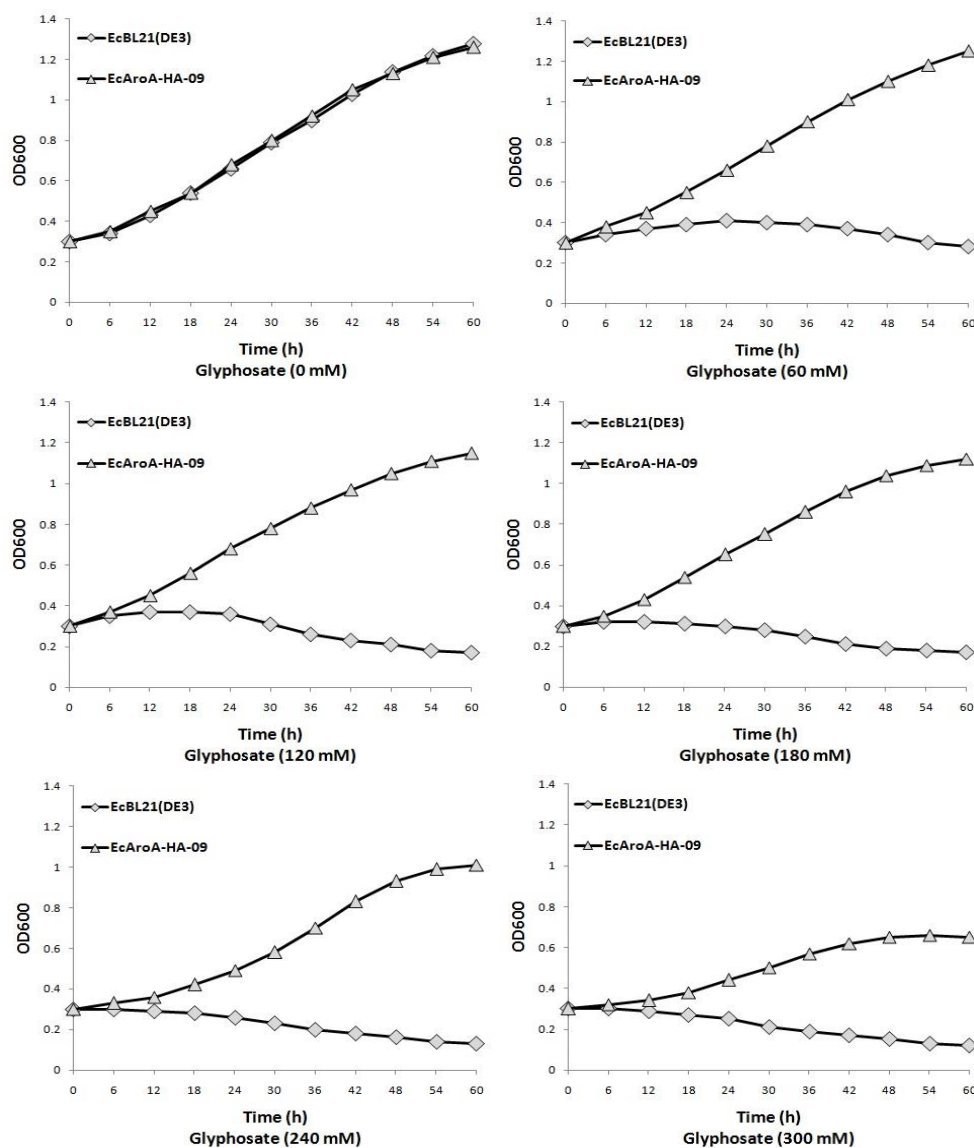 1.4
1.2
1
0.8
0.6
0.4
0.2
0
OD600
EcBL21(DE3)
EcAroA-HA-09
0 6 12 18 24 30 36 42 48 54 60
Time (h)
Glyphosate (0 mM)
1.4
1.2
1
0.8
0.6
0.4
0.2
0
OD600
EcBL21(DE3)
EcAroA-HA-09
0 6 12 18 24 30 36 42 48 54 60
Time (h)
Glyphosate (60 mM)
1.4
1.2
1
0.8
0.6
0.4
0.2
0
OD600
EcBL21(DE3)
EcAroA-HA-09
0 6 12 18 24 30 36 42 48 54 60
Time (h)
Glyphosate (120 mM)
1.4
1.2
1
0.8
0.6
0.4
0.2
0
OD600
EcBL21(DE3)
EcAroA-HA-09
0 6 12 18 24 30 36 42 48 54 60
Time (h)
Glyphosate (180 mM)
1.4
1.2
1
0.8
0.6
0.4
0.2
0
OD600
EcBL21(DE3)
EcAroA-HA-09
0 6 12 18 24 30 36 42 48 54 60
Time (h)
Glyphosate (240 mM)
1.4
1.2
1
0.8
0.6
0.4
0.2
0
OD600
EcBL21(DE3)
EcAroA-HA-09
0 6 12 18 24 30 36 42 48 54 60
Time (h)
Glyphosate (300 mM)